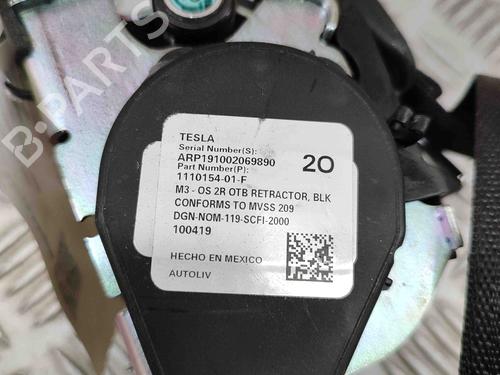 B-PARTS
TESLA
Serial Number(S):
ARP191002069890
20
Part Number(P):
1110154-01-F
M3 - OS 2R OTB RETRACTOR, BLK
CONFORMS TO MVSS 209
DGN-NOM-119-SCFI-2000
100419
HECHO EN MEXICO
AUTOLIV